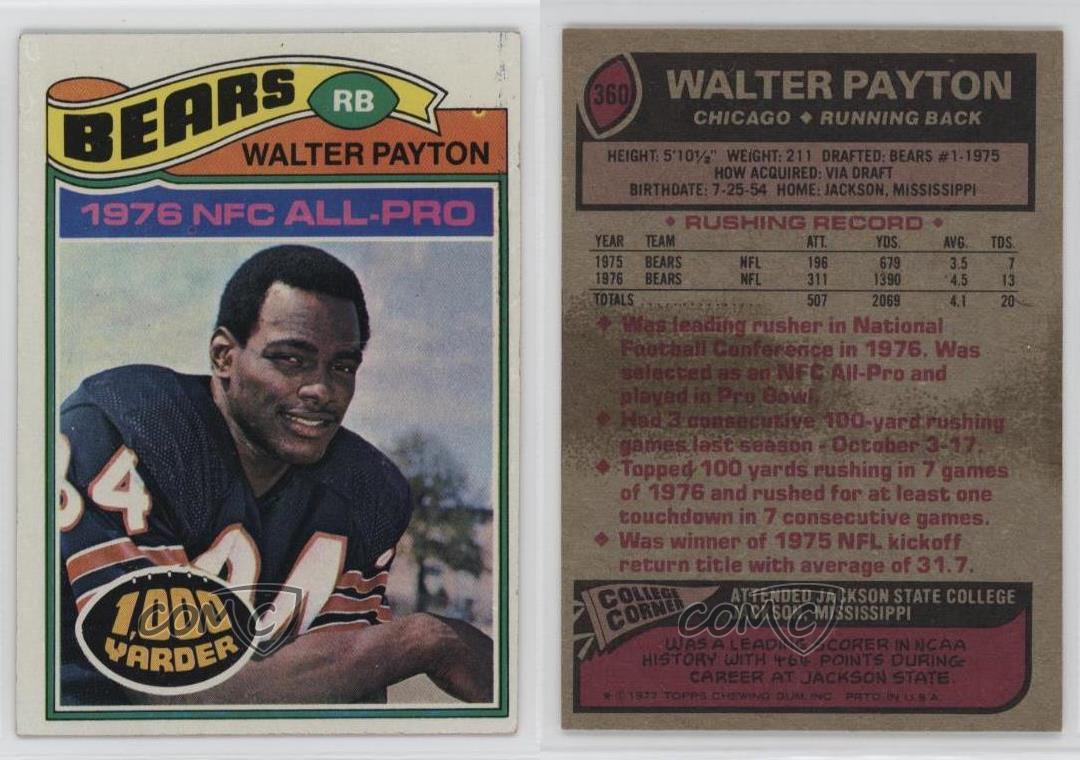 BEARS
RB
WALTER PAYTON
1976 NFC ALL-PRO
34
34
1,000
YARDER
COMC
360
WALTER PAYTON
CHICAGO ◆ RUNNING BACK
HEIGHT: 5'10½" WEIGHT: 211 DRAFTED: BEARS #1-1975
HOW ACQUIRED: VIA DRAFT
BIRTHDATE: 7-25-54 HOME: JACKSON, MISSISSIPPI
◆ RUSHING RECORD ◆
YEAR TEAM ATT. YDS. AVG. TDS.
1975 BEARS NFL 196 679 3.5 7
1976 BEARS NFL 311 1390 4.5 13
TOTALS 507 2069 4.1 20
◆ Was leading rusher in National
Football Conference in 1976. Was
selected as an NFC All-Pro and
played in Pro Bowl.
◆ Had 3 consecutive 100-yard rushing
games last season - October 3-17.
◆ Topped 100 yards rushing in 7 games
of 1976 and rushed for at least one
touchdown in 7 consecutive games.
◆ Was winner of 1975 NFL kickoff
return title with average of 31.7.
COLLEGE
CORNER
ATTENDED JACKSON STATE COLLEGE
JACKSON, MISSISSIPPI
COMC
WAS A LEADING SCORER IN NCAA
HISTORY WITH 464 POINTS DURING
CAREER AT JACKSON STATE.
* © 1977 TOPPS CHEWING GUM, INC. PRTD. IN U.S.A.